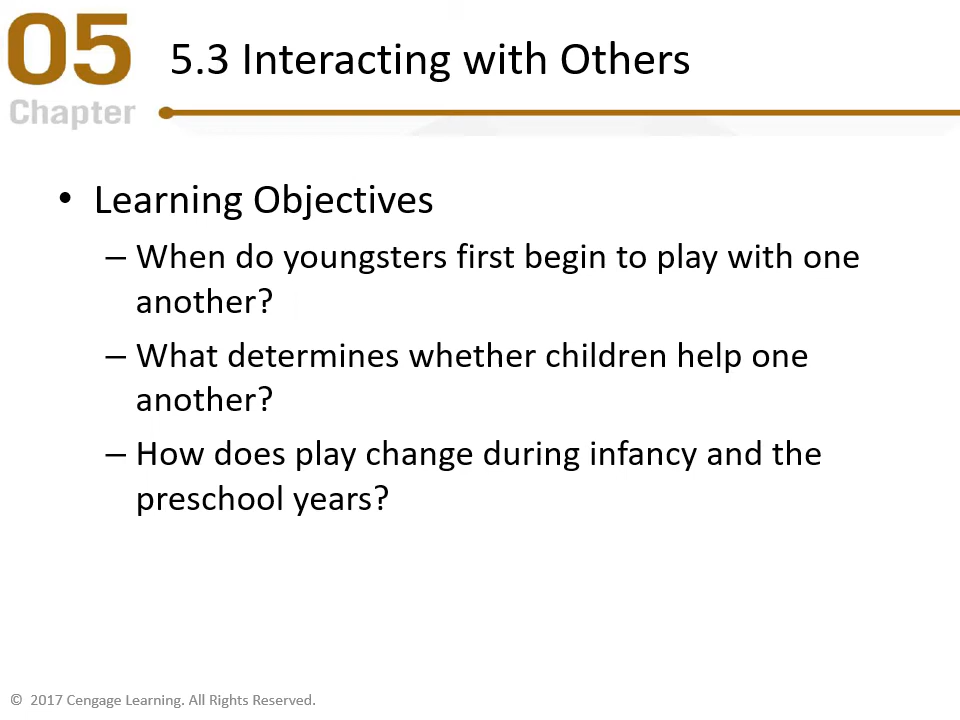 05
Chapter
5.3 Interacting with Others
• Learning Objectives
– When do youngsters first begin to play with one
another?
– What determines whether children help one
another?
– How does play change during infancy and the
preschool years?
© 2017 Cengage Learning. All Rights Reserved.